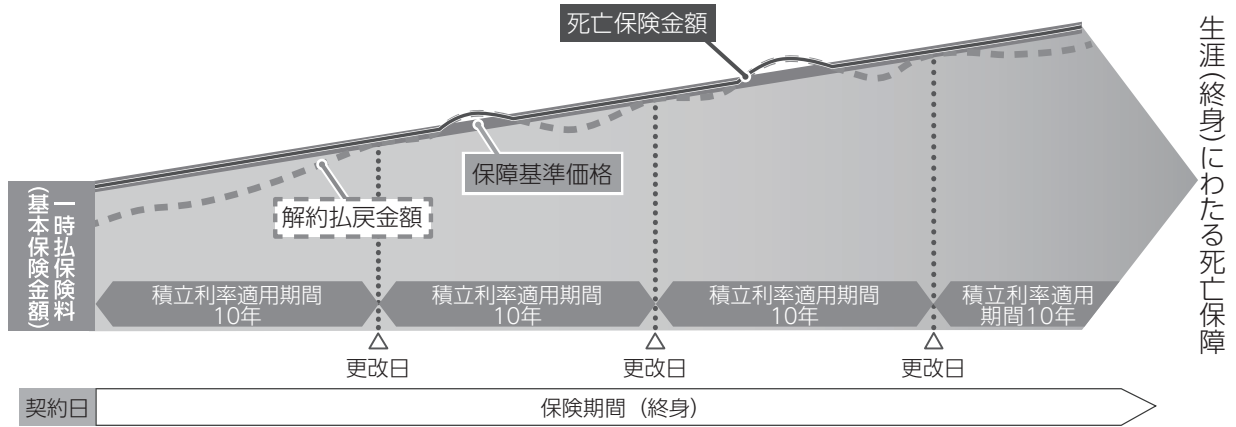 死亡保険金額
保障基準価格
解約払戻金額
一時払保険料
(基本保険金額)
積立利率適用期間
10年
積立利率適用期間
10年
積立利率適用期間
10年
積立利率適用
期間10年
更改日
更改日
更改日
契約日
保険期間（終身）
生涯(終身)にわたる死亡保障